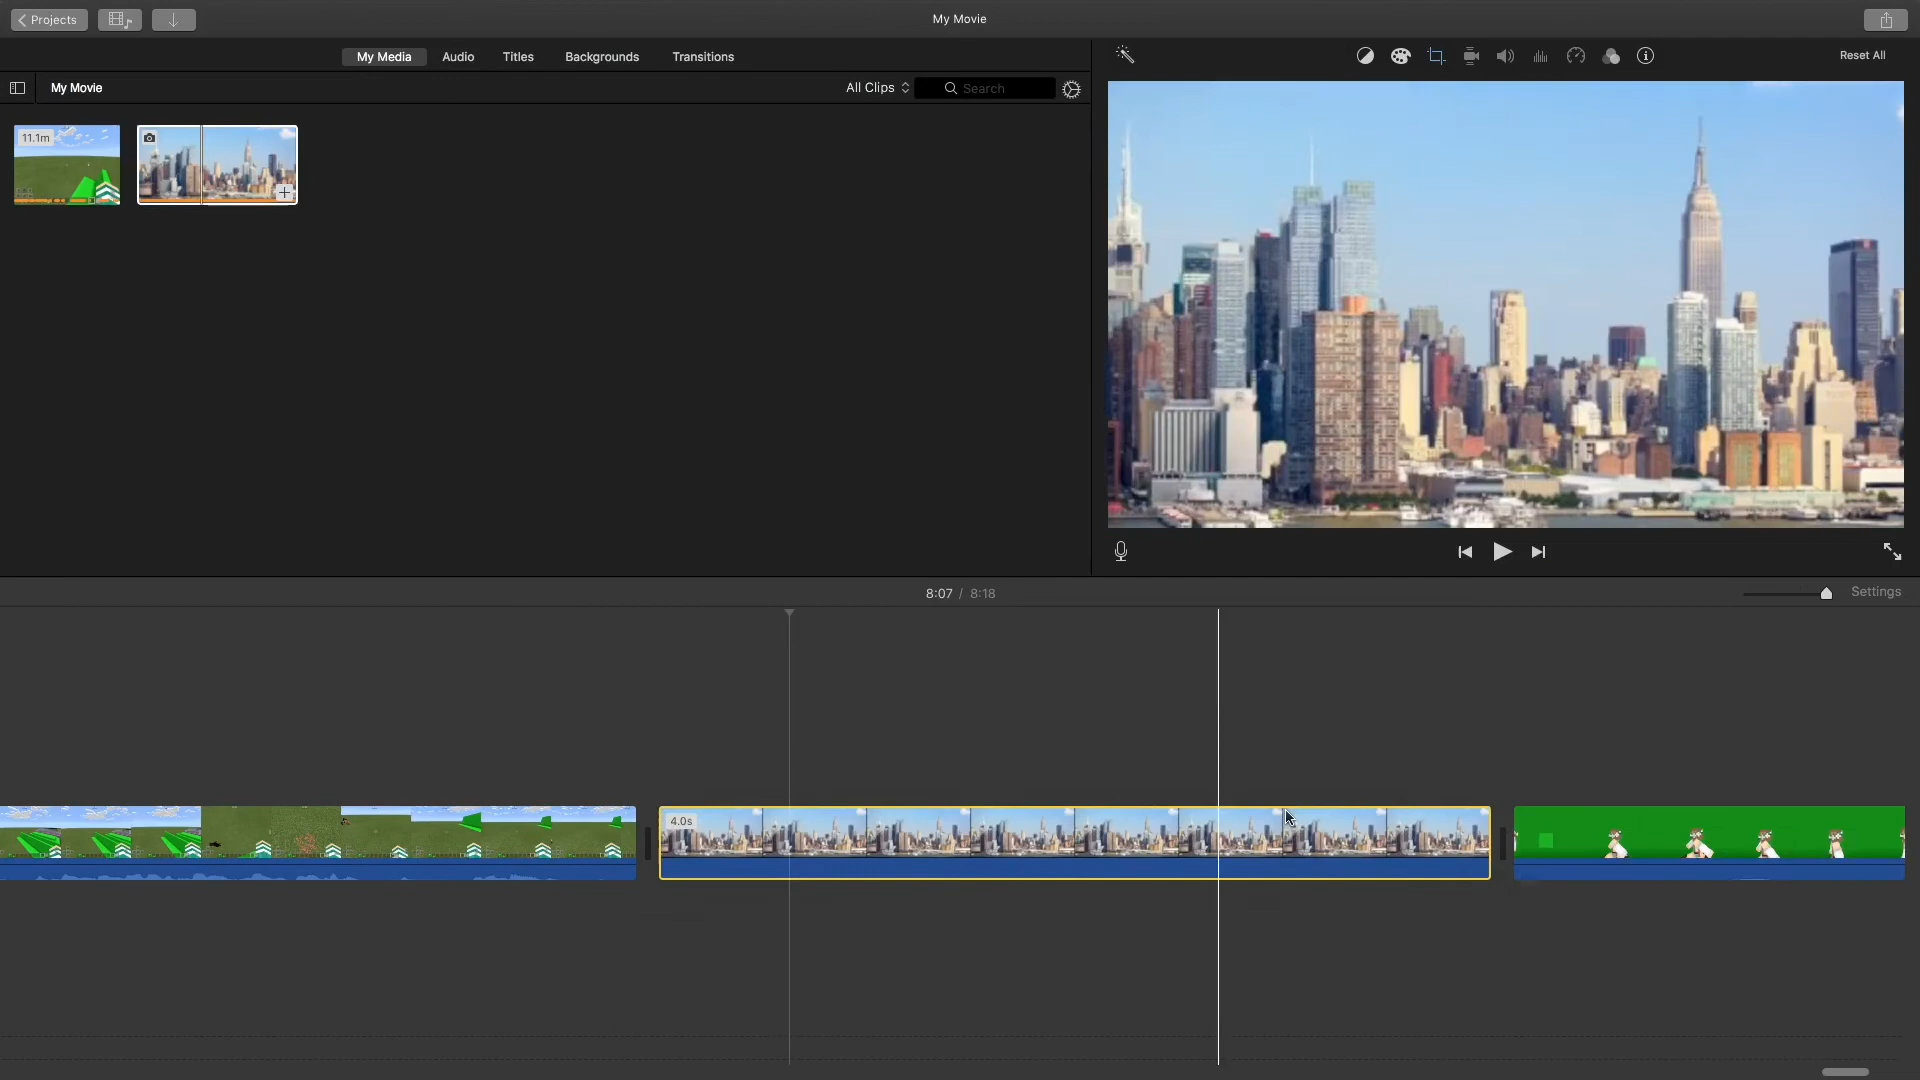 Projects
My Movie
My Media
Audio
Titles
Backgrounds
Transitions
Reset All
My Movie
All Clips
Search
11.1m
8:07 / 8:18
Settings
4.0s